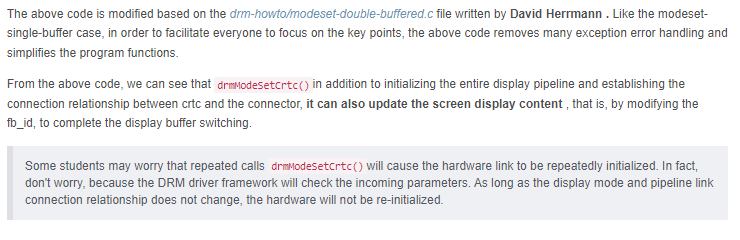 The above code is modified based on the drm-howto/modeset-double-buffered.c file written by David Herrmann . Like the modeset-
single-buffer case, in order to facilitate everyone to focus on the key points, the above code removes many exception error handling and
simplifies the program functions.
From the above code, we can see that drmModeSetCrtc() in addition to initializing the entire display pipeline and establishing the
connection relationship between crtc and the connector, it can also update the screen display content , that is, by modifying the
fb_id, to complete the display buffer switching.
Some students may worry that repeated calls drmModeSetCrtc() will cause the hardware link to be repeatedly initialized. In fact,
don't worry, because the DRM driver framework will check the incoming parameters. As long as the display mode and pipeline link
connection relationship does not change, the hardware will not be re-initialized.